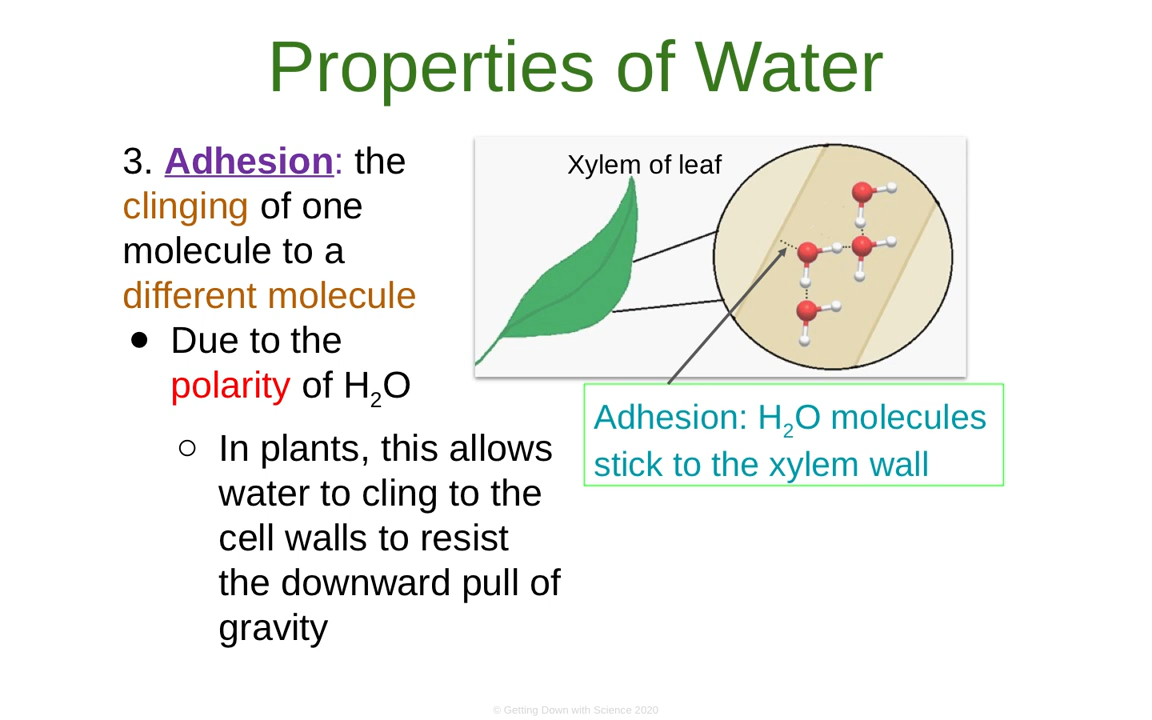 Properties of Water
3. Adhesion: the
clinging of one
molecule to a
different molecule
● Due to the
polarity of H₂O
○ In plants, this allows
water to cling to the
cell walls to resist
the downward pull of
gravity
Xylem of leaf
Adhesion: H₂O molecules
stick to the xylem wall
© Getting Down with Science 2020